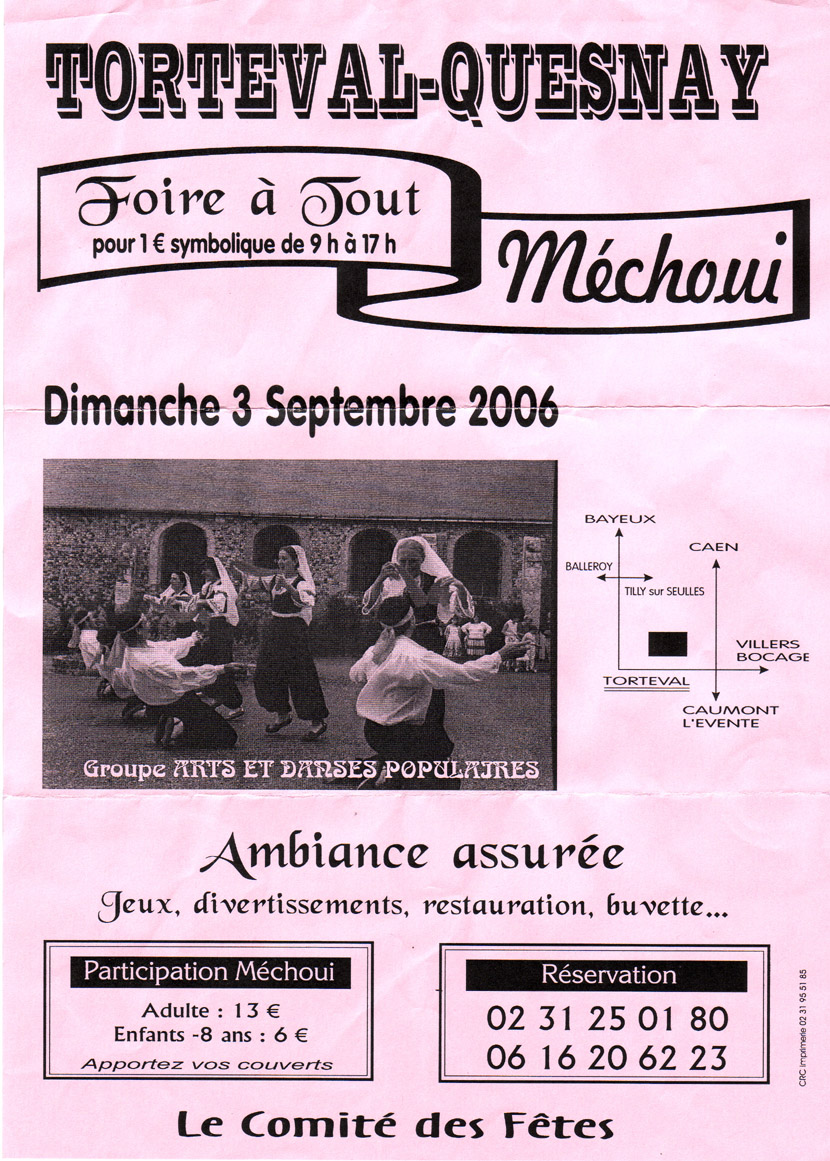 TORTEVAL-QUESNAY
Foire à Tout
pour 1 € symbolique de 9 h à 17 h
Méchoui
Dimanche 3 Septembre 2006
BAYEUX
CAEN
BALLEROY
TILLY sur SEULLES
VILLERS
BOCAGE
TORTEVAL
CAUMONT
L'EVENTE
Groupe ARTS ET DANSES POPULAIRES
Ambiance assurée
Jeux, divertissements, restauration, buvette...
Participation Méchoui
Adulte : 13 €
Enfants -8 ans : 6 €
Apportez vos couverts
Réservation
02 31 25 01 80
06 16 20 62 23
CRC Imprimerie 02 31 95 51 85
Le Comité des Fêtes